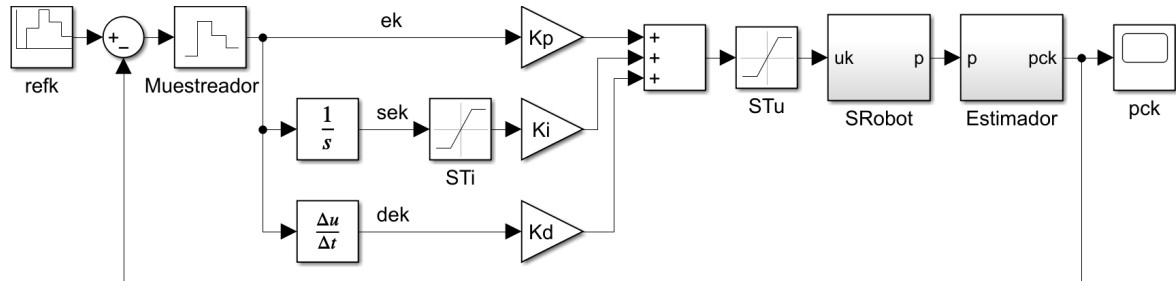 refk
+
−
Muestreador
ek
Kp
1
s
sek
STi
Ki
Δu
Δt
dek
Kd
+
+
+
STu
uk p
SRobot
p pck
Estimador
pck